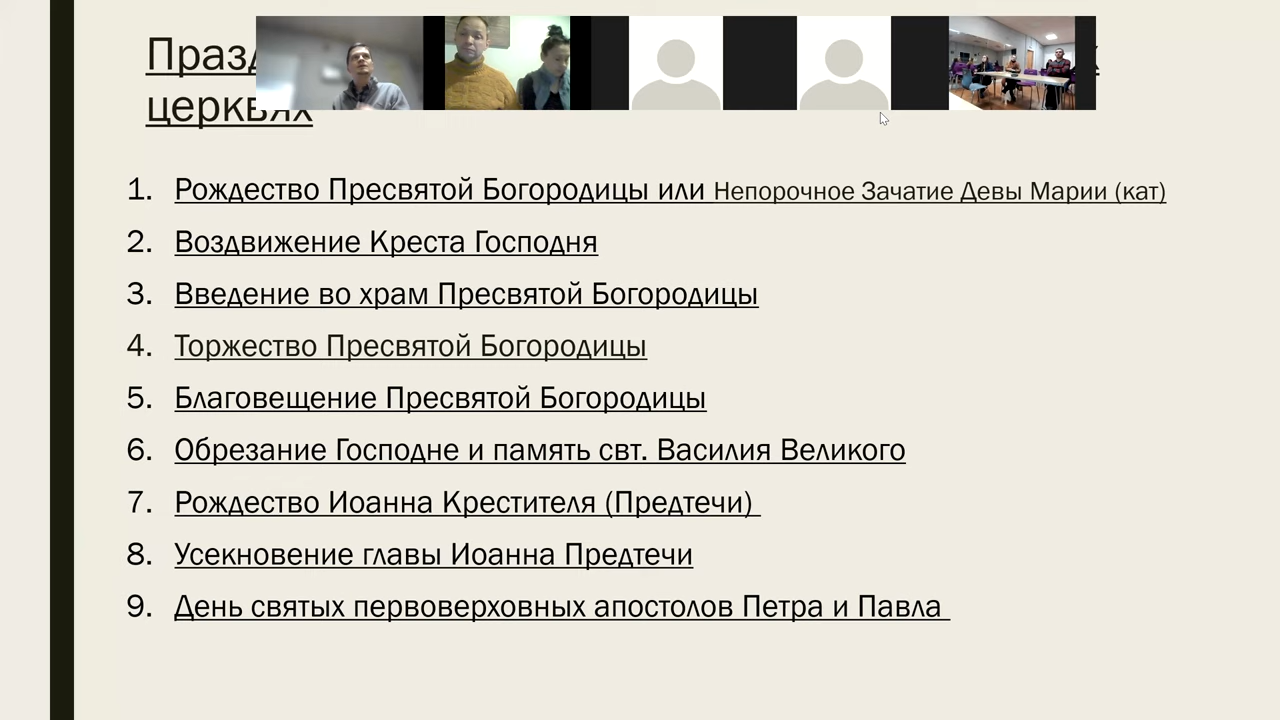 церквях
1. Рождество Пресвятой Богородицы или Непорочное Зачатие Девы Марии (кат)
2. Воздвижение Креста Господня
3. Введение во храм Пресвятой Богородицы
4. Торжество Пресвятой Богородицы
5. Благовещение Пресвятой Богородицы
6. Обрезание Господне и память свт. Василия Великого
7. Рождество Иоанна Крестителя (Предтечи)
8. Усекновение главы Иоанна Предтечи
9. День святых первоверховных апостолов Петра и Павла